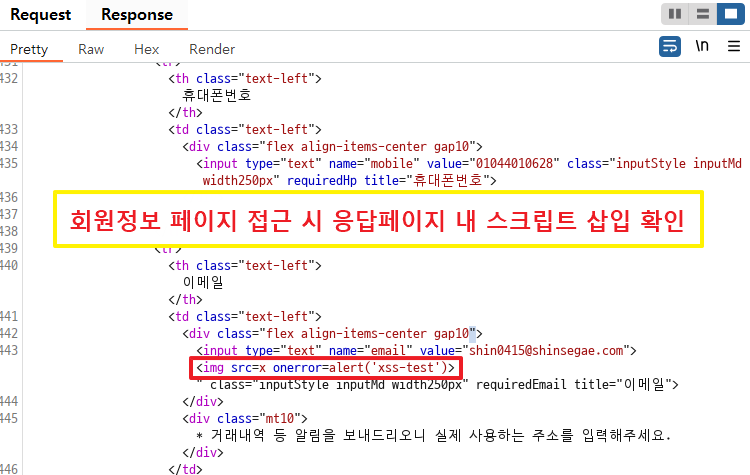 Request Response
Pretty Raw Hex Render \n
432 <th class="text-left">
휴대폰번호
</th>
433 <td class="text-left">
434 <div class="flex align-items-center gap10">
435 <input type="text" name="mobile" value="01044010628" class="inputStyle inputMd
width250px" requiredHp title="휴대폰번호">
436
437
회원정보 페이지 접근 시 응답페이지 내 스크립트 삽입 확인
439 <tr>
440 <th class="text-left">
이메일
</th>
441 <td class="text-left">
442 <div class="flex align-items-center gap10">
443 <input type="text" name="email" value="shin0415@shinsegae.com">
<img src=x onerror=alert('xss-test')>
" class="inputStyle inputMd width250px" requiredEmail title="이메일">
444 </div>
445 <div class="mt10">
* 거래내역 등 알림을 보내드리오니 실제 사용하는 주소를 입력해주세요.
</div>
446 </td>